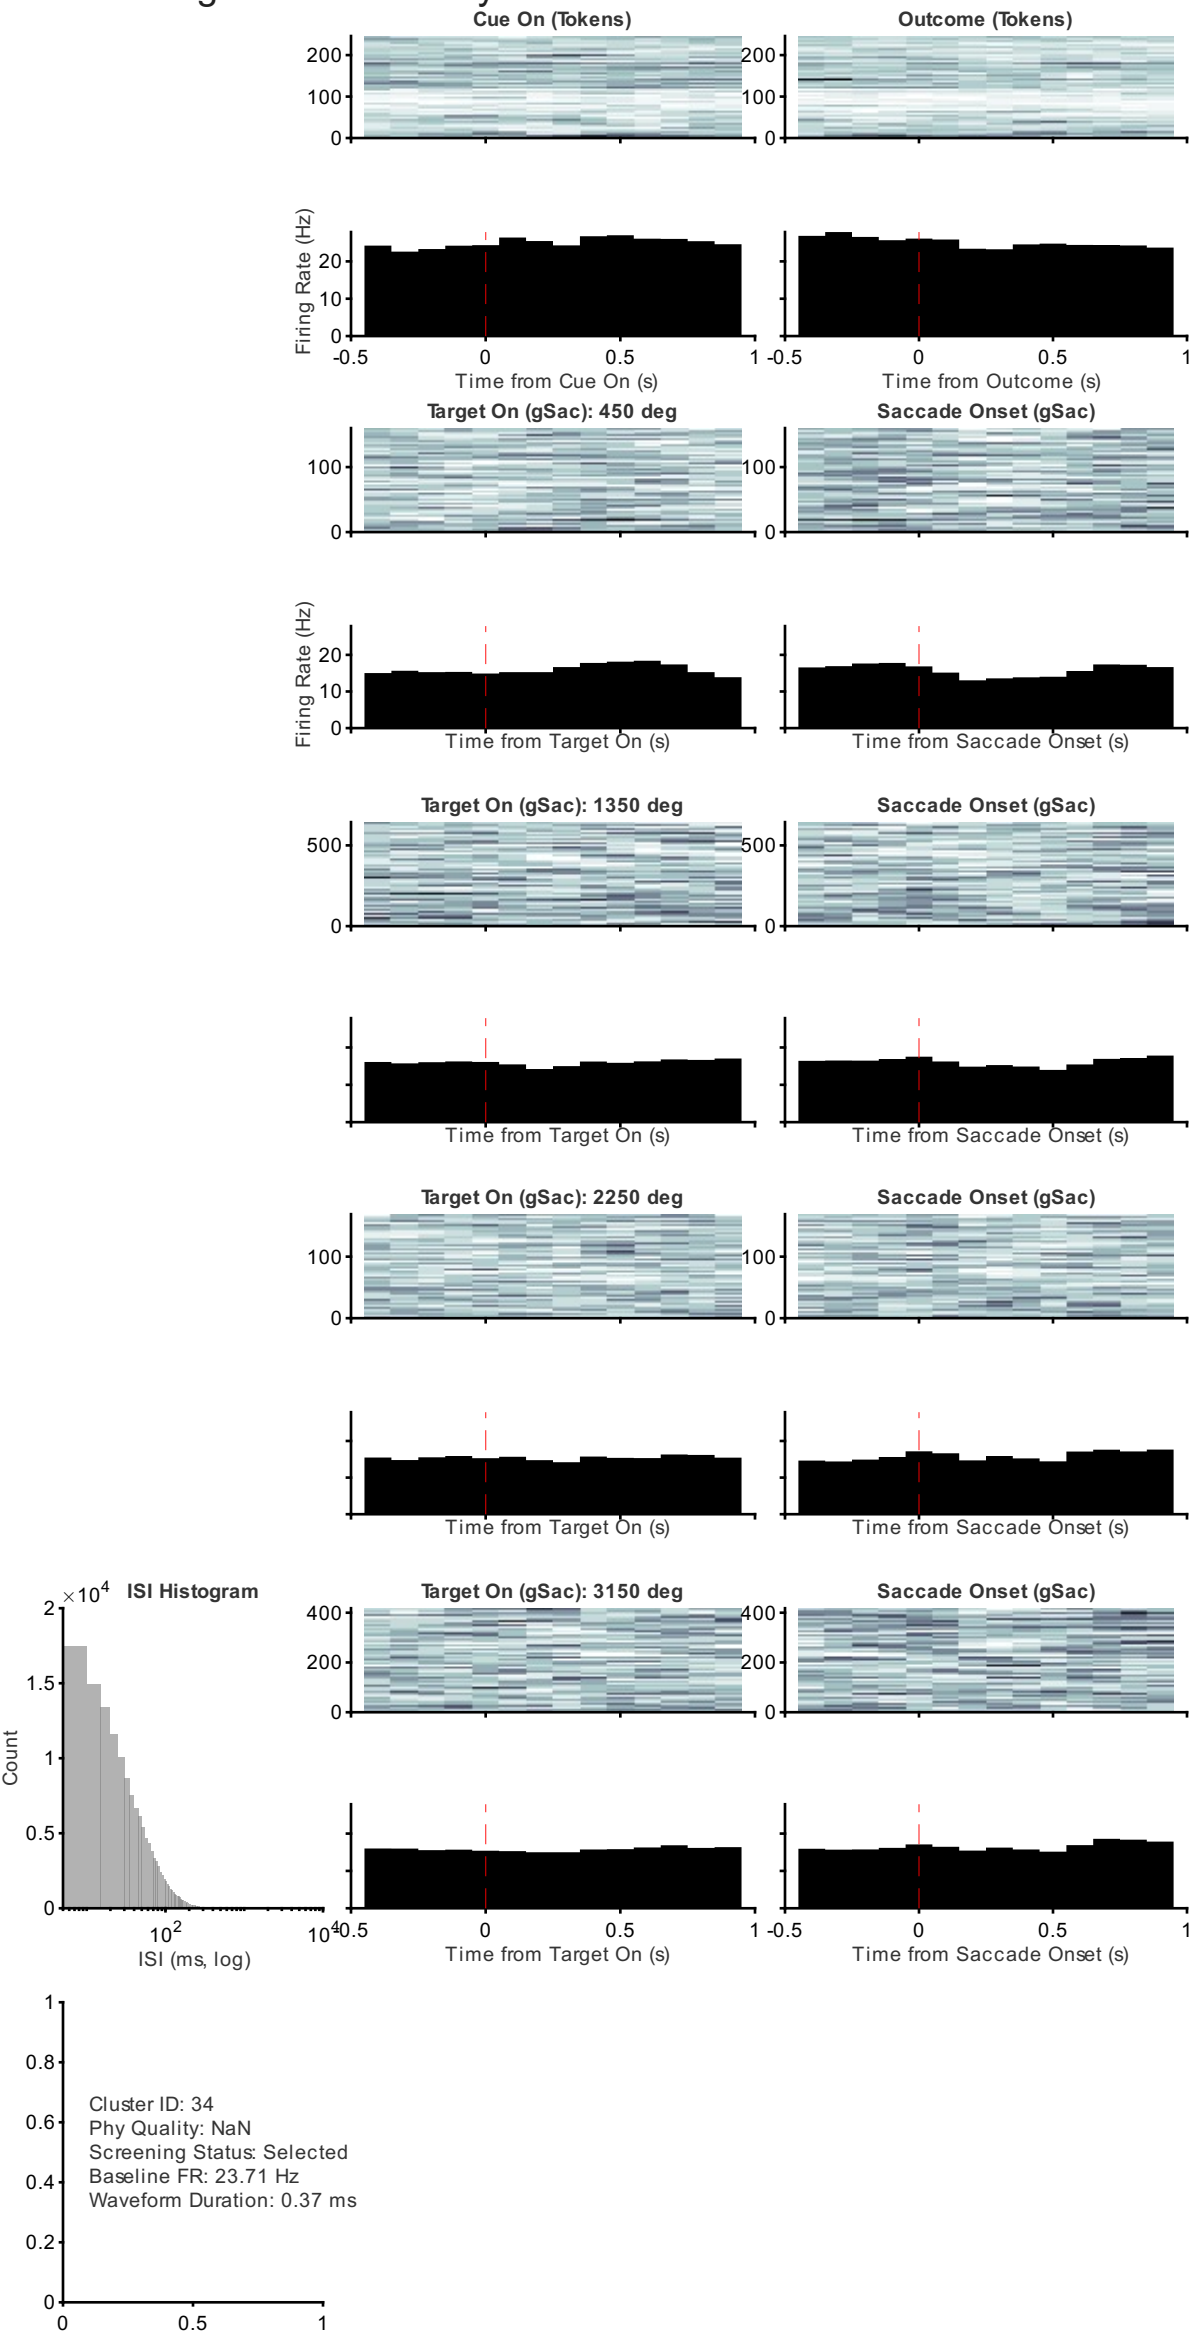 Cue On (Tokens)
Outcome (Tokens)
200
100
0
200
100
0
Firing Rate (Hz)
20
10
0
-0.5
0
0.5
1
-0.5
0
0.5
1
Time from Cue On (s)
Time from Outcome (s)
Target On (gSac): 450 deg
Saccade Onset (gSac)
100
0
100
0
Firing Rate (Hz)
20
10
0
Time from Target On (s)
Time from Saccade Onset (s)
Target On (gSac): 1350 deg
Saccade Onset (gSac)
500
0
500
0
Time from Target On (s)
Time from Saccade Onset (s)
Target On (gSac): 2250 deg
Saccade Onset (gSac)
100
0
100
0
Time from Target On (s)
Time from Saccade Onset (s)
ISI Histogram
×10⁴
2
1.5
1
0.5
0
Count
10²
10⁴
ISI (ms, log)
Target On (gSac): 3150 deg
Saccade Onset (gSac)
400
200
0
400
200
0
-0.5
0
0.5
1
-0.5
0
0.5
1
Time from Target On (s)
Time from Saccade Onset (s)
1
0.8
0.6
0.4
0.2
0
0
0.5
1
Cluster ID: 34
Phy Quality: NaN
Screening Status: Selected
Baseline FR: 23.71 Hz
Waveform Duration: 0.37 ms